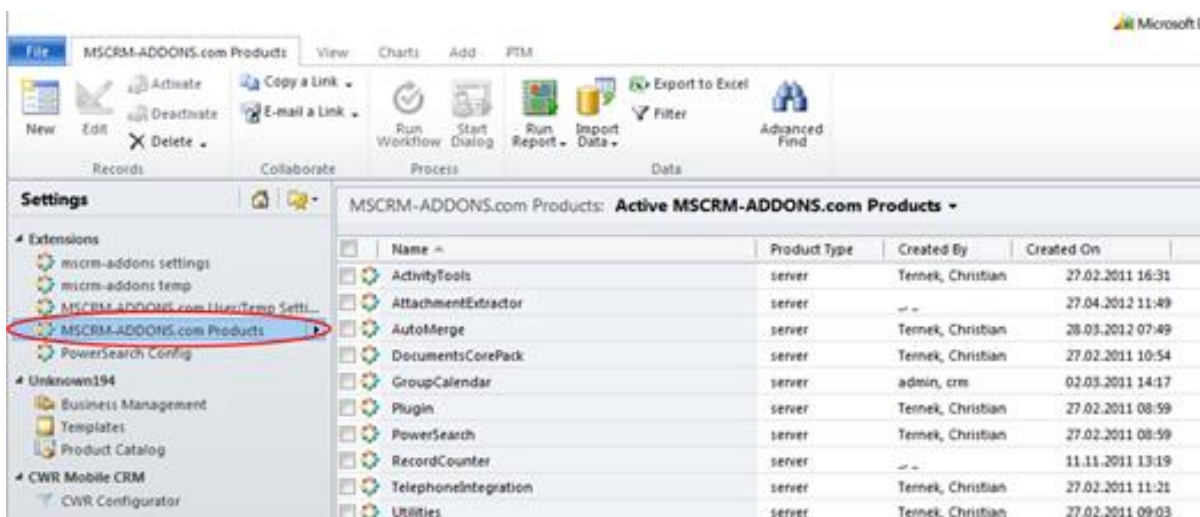 Microsoft
File MSCRM-ADDONS.com Products View Charts Add PTM
New
Edit
Activate
Deactivate
Delete
Records
Copy a Link
E-mail a Link
Collaborate
Run Workflow
Start Dialog
Process
Run Report
Import Data
Export to Excel
Filter
Advanced Find
Data
Settings
Extensions
mscrm-addons settings
mscrm-addons temp
MSCRM-ADDONS.com User/Temp Setti...
MSCRM-ADDONS.com Products
PowerSearch Config
Unknown194
Business Management
Templates
Product Catalog
CWR Mobile CRM
CWR Configurator
MSCRM-ADDONS.com Products: Active MSCRM-ADDONS.com Products
Name Product Type Created By Created On
ActivityTools server Ternek, Christian 27.02.2011 16:31
AttachmentExtractor server _, _ 27.04.2012 11:49
AutoMerge server Ternek, Christian 28.03.2012 07:49
DocumentsCorePack server Ternek, Christian 27.02.2011 10:54
GroupCalendar server admin, crm 02.03.2011 14:17
Plugin server Ternek, Christian 27.02.2011 08:59
PowerSearch server Ternek, Christian 27.02.2011 08:59
RecordCounter server _, _ 11.11.2011 13:19
TelephoneIntegration server Ternek, Christian 27.02.2011 11:21
Utilities server Ternek, Christian 27.02.2011 09:03